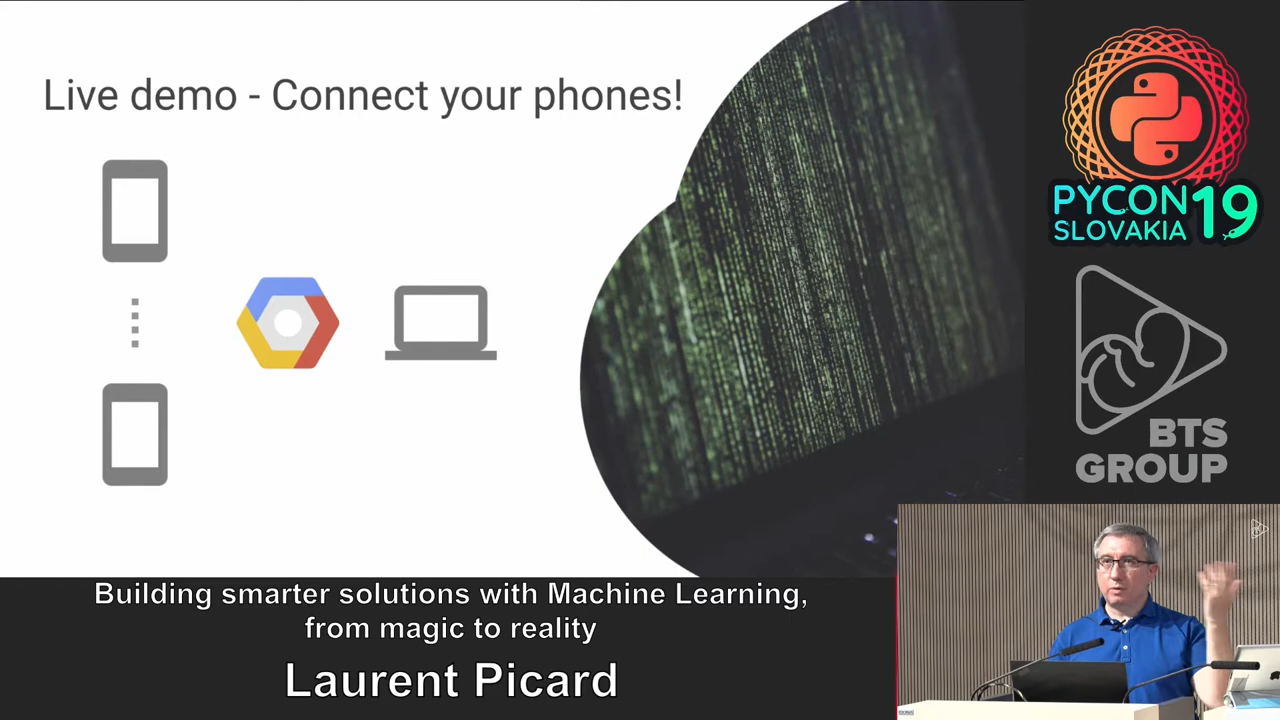 Live demo - Connect your phones!
PYCON 19
SLOVAKIA
BTS
GROUP
Building smarter solutions with Machine Learning,
from magic to reality
Laurent Picard